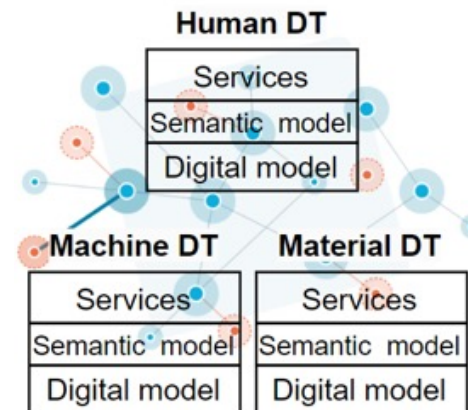 Human DT
Services
Semantic model
Digital model
Machine DT
Services
Semantic model
Digital model
Material DT
Services
Semantic model
Digital model